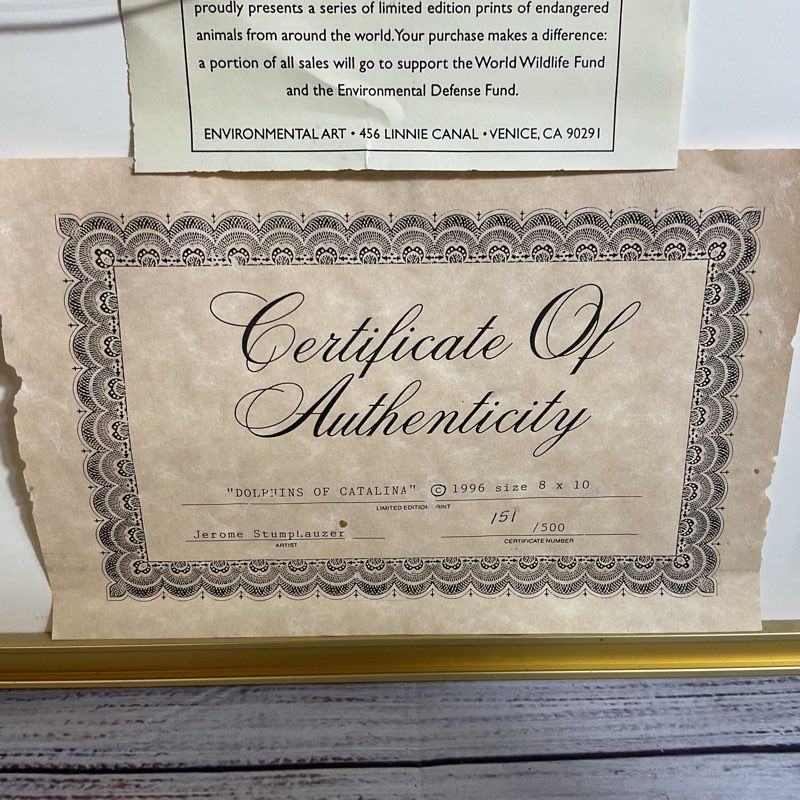 proudly presents a series of limited edition prints of endangered
animals from around the world. Your purchase makes a difference:
a portion of all sales will go to support the World Wildlife Fund
and the Environmental Defense Fund.
ENVIRONMENTAL ART • 456 LINNIE CANAL • VENICE, CA 90291
Certificate Of
Authenticity
"DOLPHINS OF CATALINA" © 1996 size 8 x 10
LIMITED EDITION PRINT
Jerome Stumphauzer
151 /500
ARTIST
CERTIFICATE NUMBER